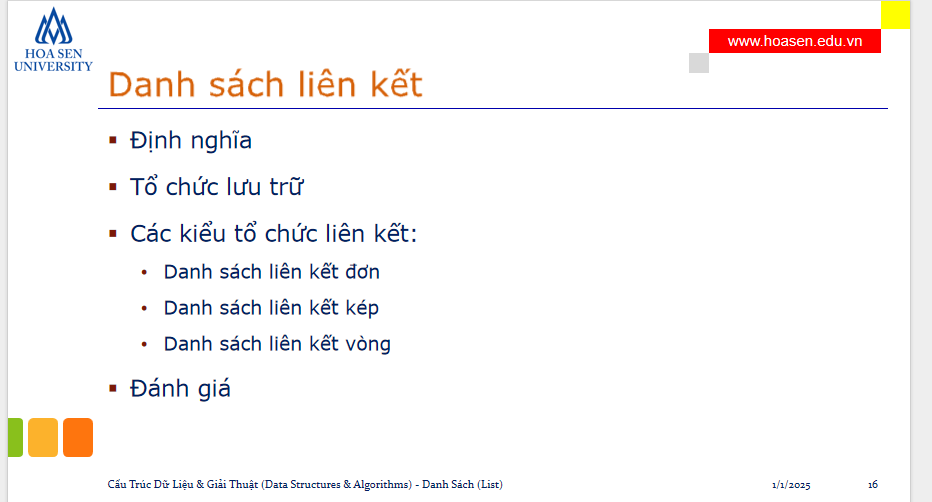 HOA SEN
UNIVERSITY
www.hoasen.edu.vn
Danh sách liên kết
Định nghĩa
Tổ chức lưu trữ
Các kiểu tổ chức liên kết:
Danh sách liên kết đơn
Danh sách liên kết kép
Danh sách liên kết vòng
Đánh giá
Cấu Trúc Dữ Liệu & Giải Thuật (Data Structures & Algorithms) - Danh Sách (List) 1/1/2025 16